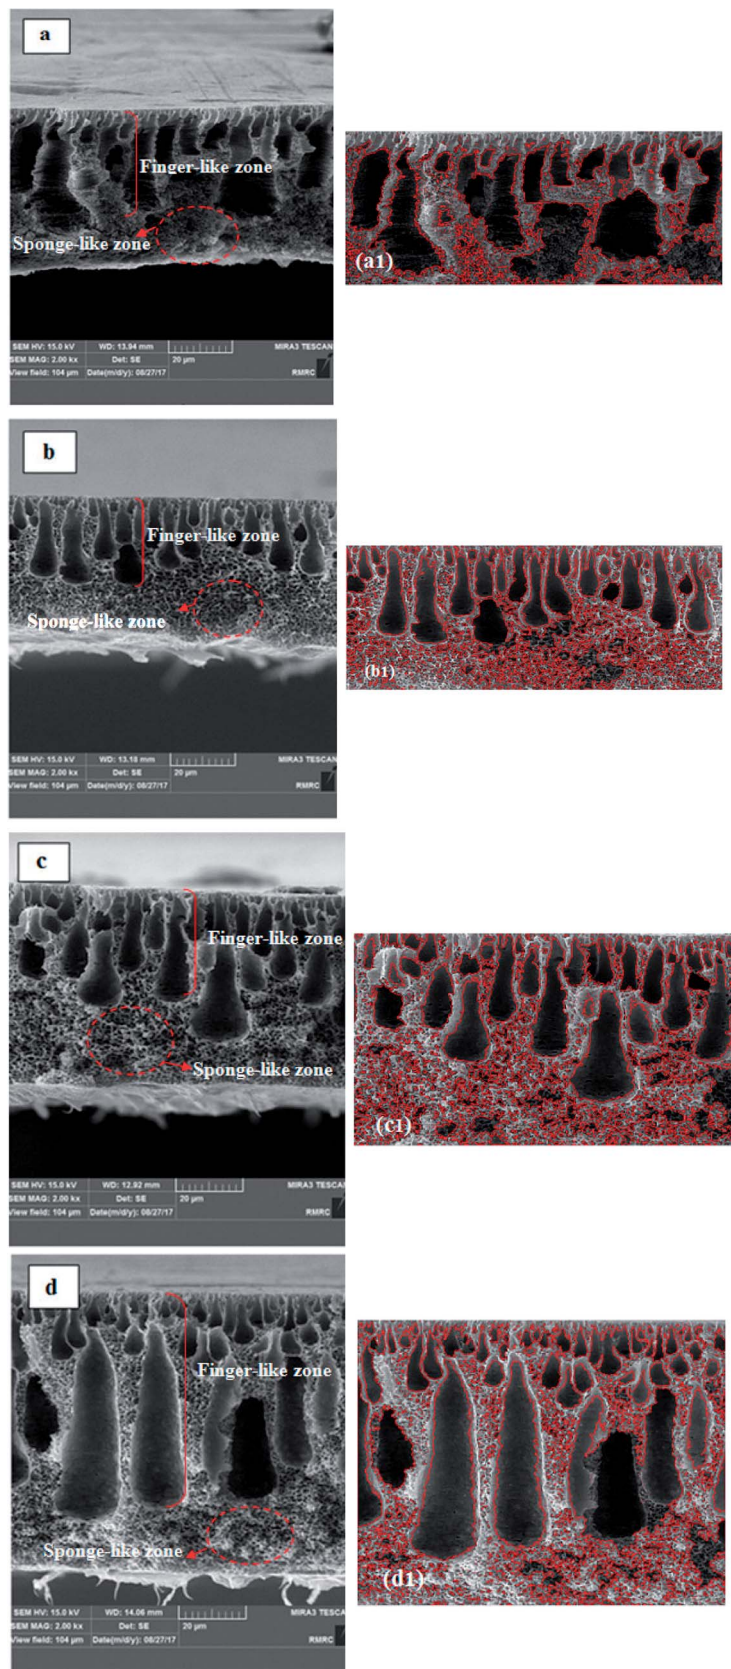 a
Finger-like zone
Sponge-like zone
SEM HV: 15.0 kV WD: 13.94 mm MIRA3 TESCAN
SEM MAG: 2.00 kx Det: SE 20 µm
View field: 104 µm Date(m/d/y): 08/27/17 RMRC
(a1)
b
Finger-like zone
Sponge-like zone
SEM HV: 15.0 kV WD: 13.18 mm MIRA3 TESCAN
SEM MAG: 2.00 kx Det: SE 20 µm
View field: 104 µm Date(m/d/y): 08/27/17 RMRC
(b1)
c
Finger-like zone
Sponge-like zone
SEM HV: 15.0 kV WD: 12.92 mm MIRA3 TESCAN
SEM MAG: 2.00 kx Det: SE 20 µm
View field: 104 µm Date(m/d/y): 08/27/17 RMRC
(c1)
d
Finger-like zone
Sponge-like zone
SEM HV: 15.0 kV WD: 14.06 mm MIRA3 TESCAN
SEM MAG: 2.00 kx Det: SE 20 µm
View field: 104 µm Date(m/d/y): 08/27/17 RMRC
(d1)